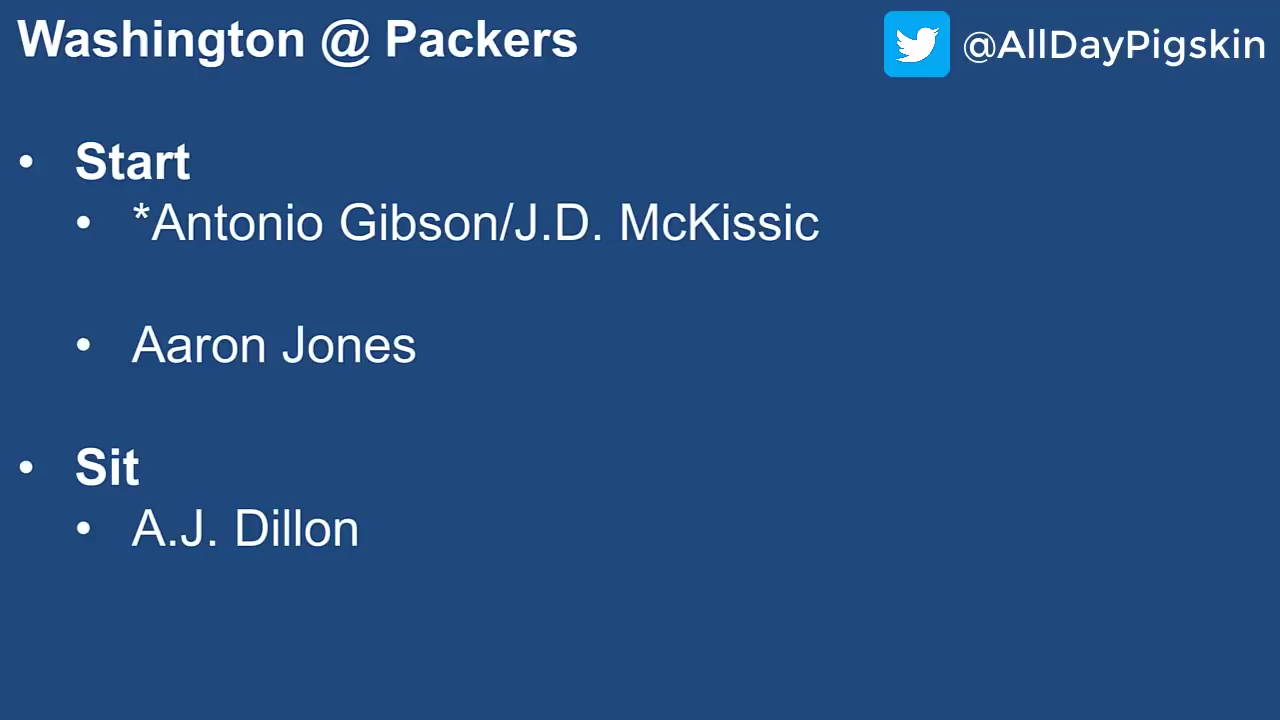 Washington @ Packers
@AllDayPigskin
• Start
• *Antonio Gibson/J.D. McKissic
• Aaron Jones
• Sit
• A.J. Dillon